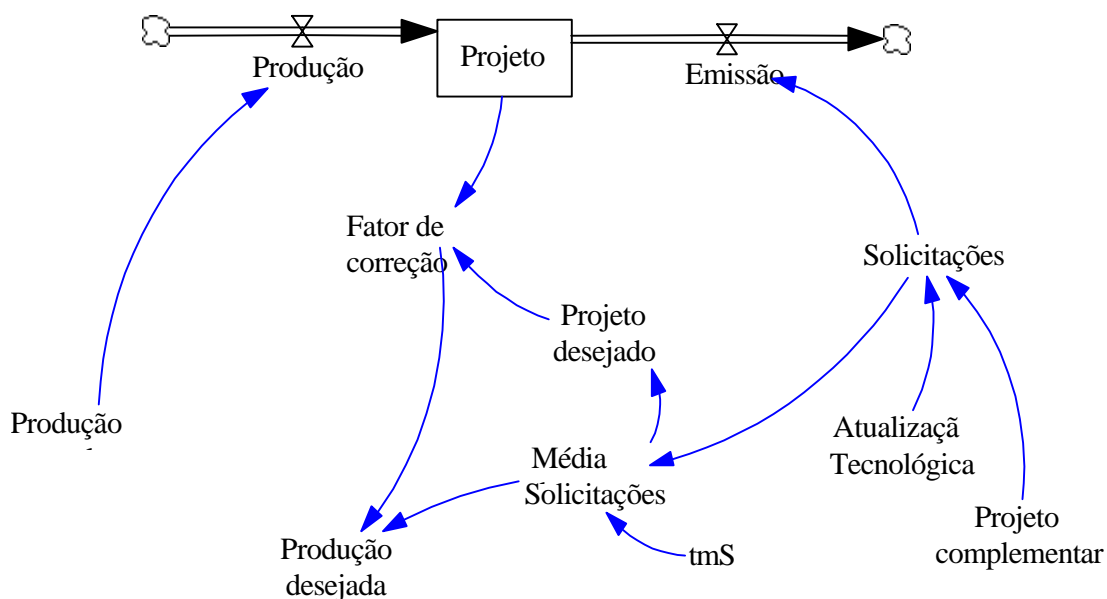 Produção
Projeto
Emissão
Fator de
correção
Solicitações
Projeto
desejado
Produção
Atualizaçã
Tecnológica
Média
Solicitações
Projeto
complementar
Produção
desejada
tmS